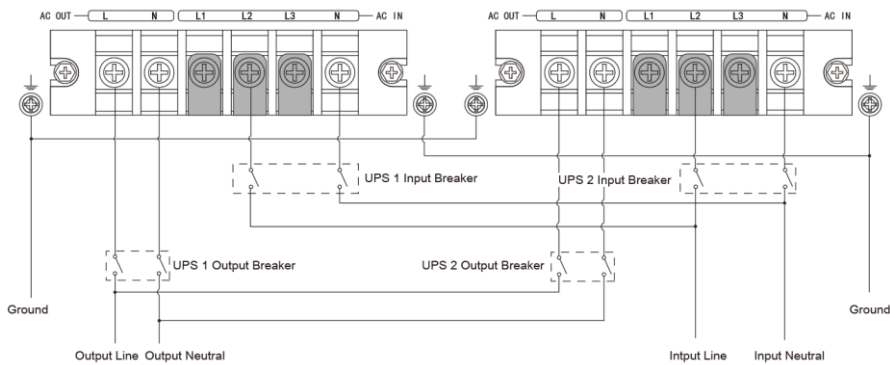 AC OUT L N L1 L2 L3 N AC IN
AC OUT L N L1 L2 L3 N AC IN
UPS 1 Input Breaker
UPS 2 Input Breaker
UPS 1 Output Breaker
UPS 2 Output Breaker
Ground
Ground
Output Line
Output Neutral
Intput Line
Input Neutral